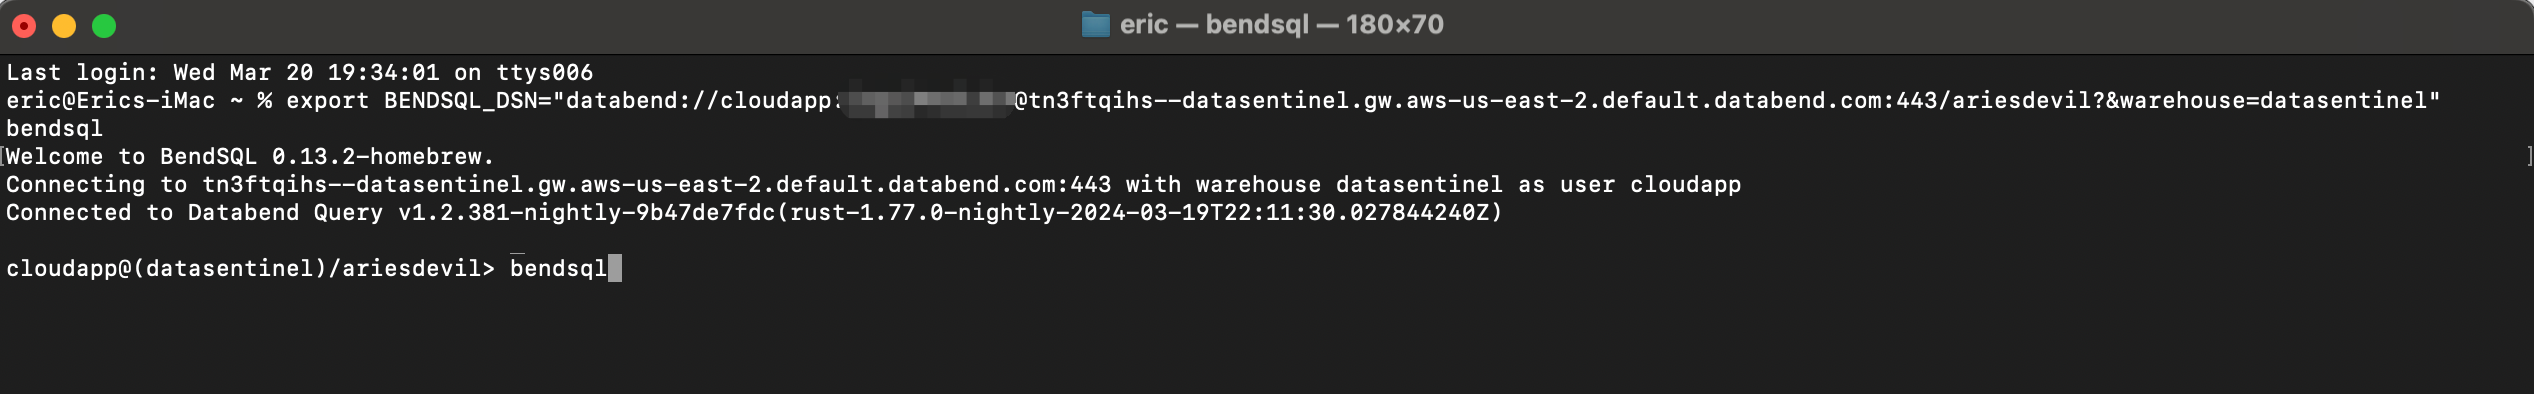 eric — bendsql — 180×70
Last login: Wed Mar 20 19:34:01 on ttys006
eric@Erics-iMac ~ % export BENDSQL_DSN="databend://cloudapp:@tn3ftqihs--datasentinel.gw.aws-us-east-2.default.databend.com:443/ariesdevil?&warehouse=datasentinel"
bendsql
[Welcome to BendSQL 0.13.2-homebrew. ]
Connecting to tn3ftqihs--datasentinel.gw.aws-us-east-2.default.databend.com:443 with warehouse datasentinel as user cloudapp
Connected to Databend Query v1.2.381-nightly-9b47de7fdc(rust-1.77.0-nightly-2024-03-19T22:11:30.027844240Z)
cloudapp@(datasentinel)/ariesdevil> bendsql